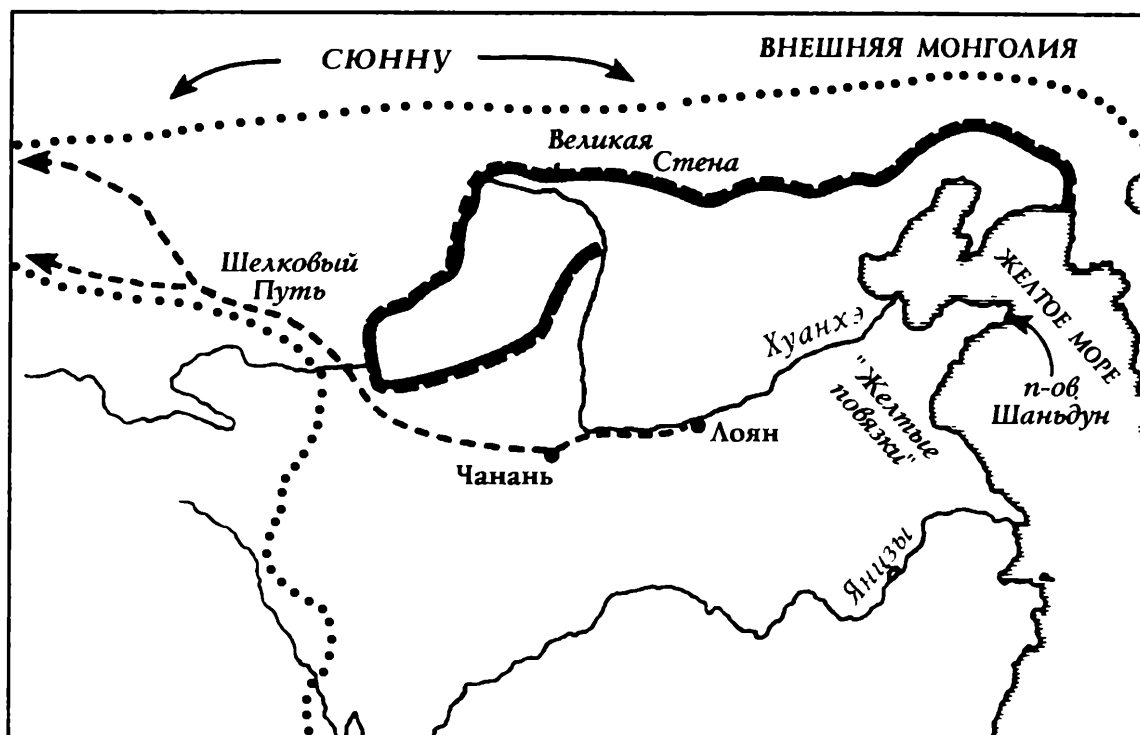 СЮННУ
ВНЕШНЯЯ МОНГОЛИЯ
Великая
Стена
Шелковый
Путь
Хуанхэ
ЖЕЛТОЕ МОРЕ
"Желтые
повязки"
п-ов.
Шаньдун
Лоян
Чанань
Янцзы